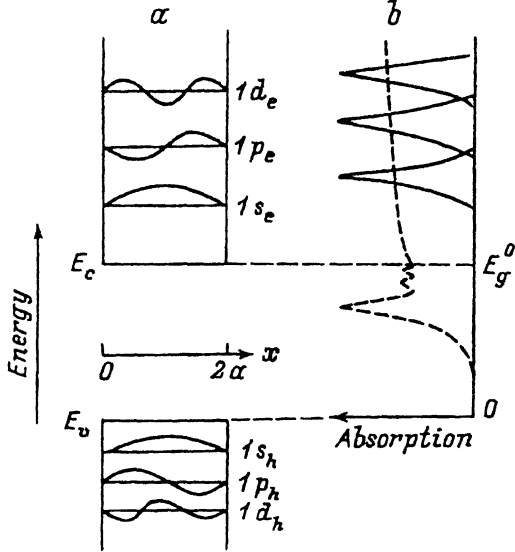 a
b
1d_e
1p_e
1s_e
E_c
E_g^0
Energy
0
2a
x
E_v
0
Absorption
1s_h
1p_h
1d_h